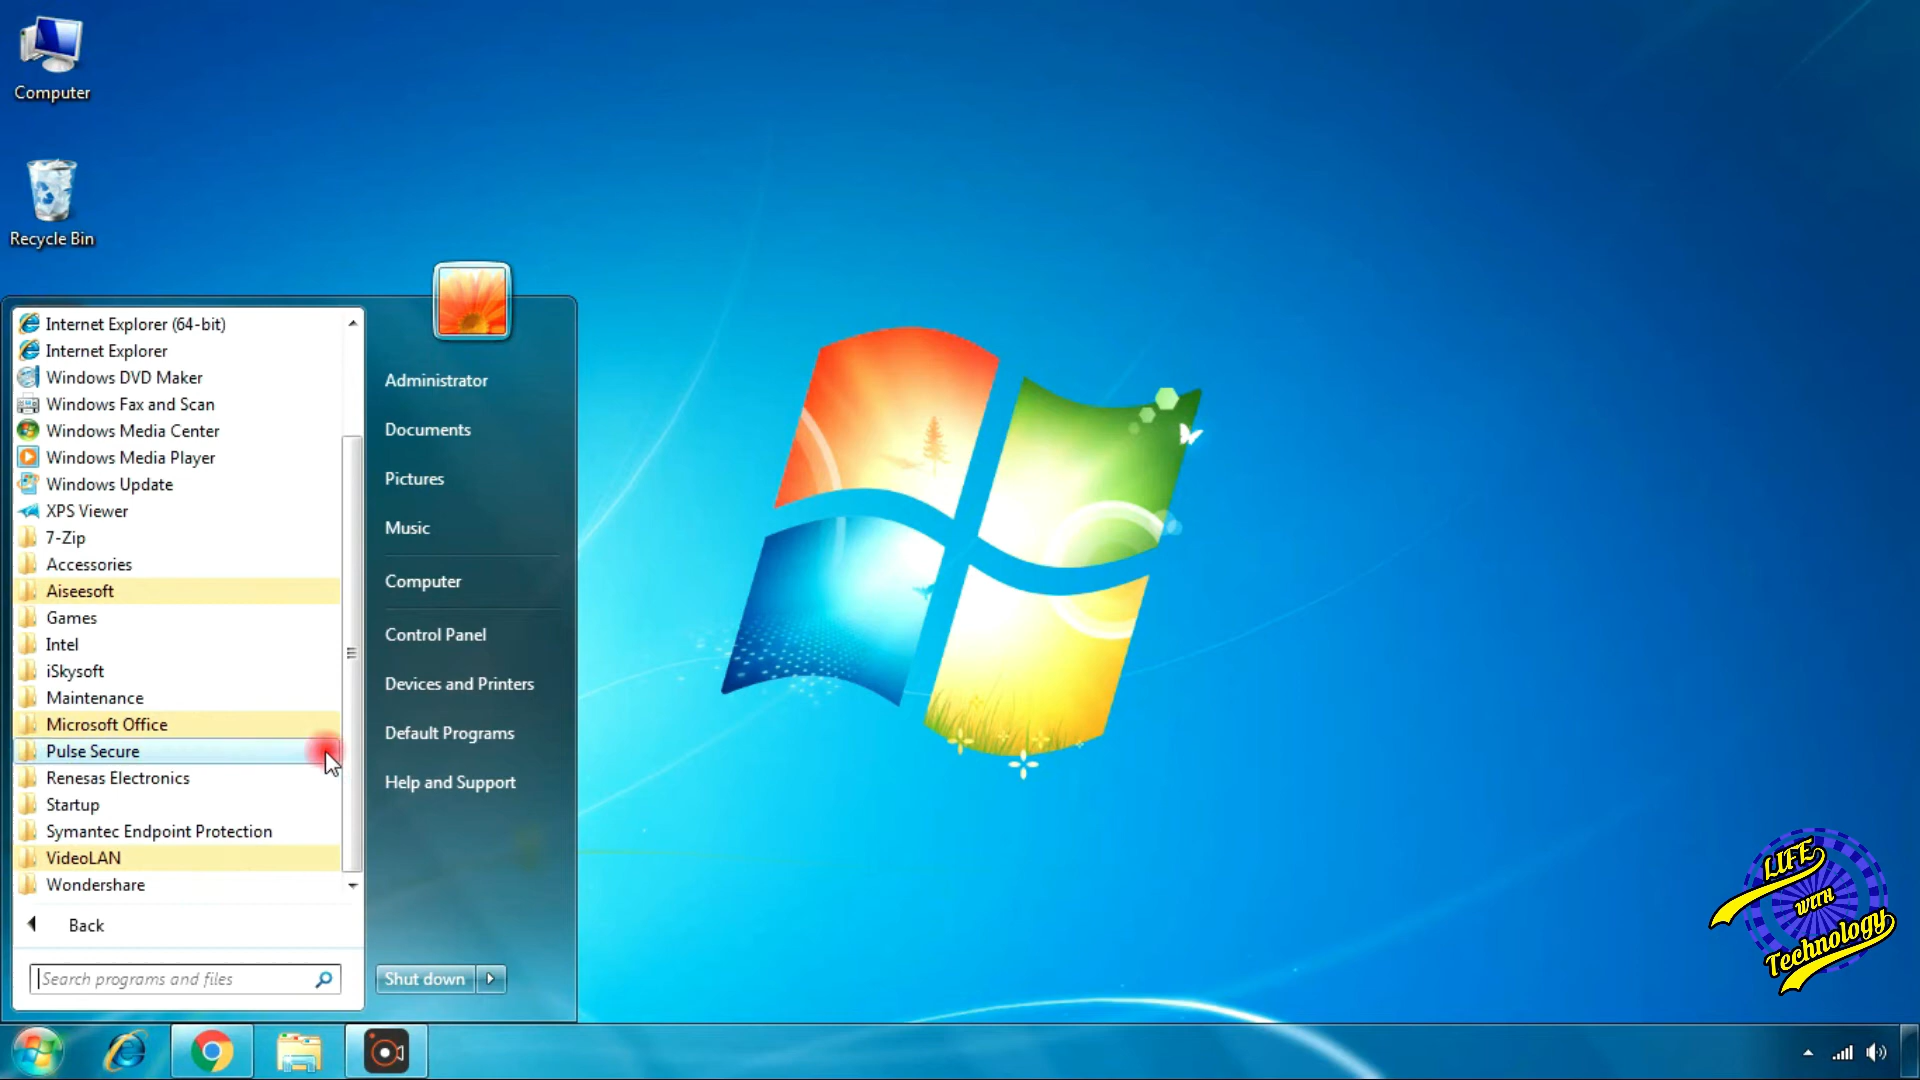 Computer
Recycle Bin
Internet Explorer (64-bit)
Internet Explorer
Windows DVD Maker
Windows Fax and Scan
Windows Media Center
Windows Media Player
Windows Update
XPS Viewer
7-Zip
Accessories
Aiseesoft
Games
Intel
iSkysoft
Maintenance
Microsoft Office
Pulse Secure
Renesas Electronics
Startup
Symantec Endpoint Protection
VideoLAN
Wondershare
Back
Search programs and files
Administrator
Documents
Pictures
Music
Computer
Control Panel
Devices and Printers
Default Programs
Help and Support
Shut down
LIFE
WITH
Technology